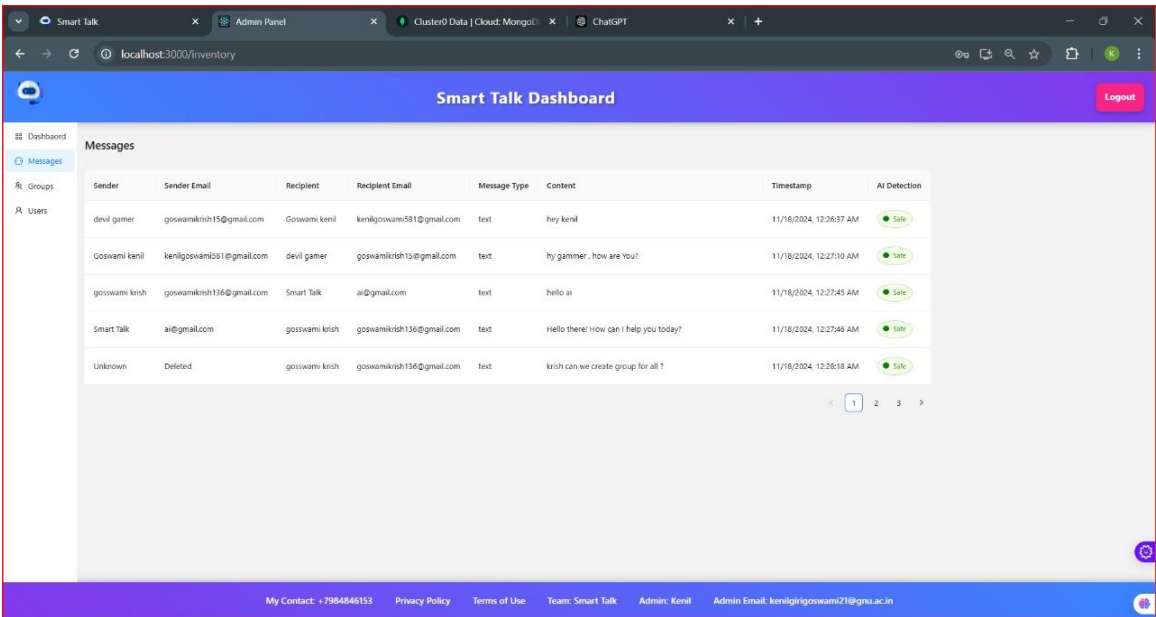 Smart Talk Admin Panel Cluster0 Data | Cloud: MongoD ChatGPT
localhost:3000/inventory K
Smart Talk Dashboard Logout
Dashbaord
Messages
Groups
Users
Messages
Sender Sender Email Recipient Recipient Email Message Type Content Timestamp AI Detection
devil gamer goswamikrish15@gmail.com Goswami kenil kenilgoswami581@gmail.com text hey kenil 11/18/2024, 12:26:37 AM Safe
Goswami kenil kenilgoswami581@gmail.com devil gamer goswamikrish15@gmail.com text hy gammer , how are You? 11/18/2024, 12:27:10 AM Safe
gosswami krish goswamikrish136@gmail.com Smart Talk ai@gmail.com text hello ai 11/18/2024, 12:27:45 AM Safe
Smart Talk ai@gmail.com gosswami krish goswamikrish136@gmail.com text Hello there! How can I help you today? 11/18/2024, 12:27:46 AM Safe
Unknown Deleted gosswami krish goswamikrish136@gmail.com text krish can we create group for all ? 11/18/2024, 12:28:18 AM Safe
< 1 2 3 >
My Contact: +7984846153 Privacy Policy Terms of Use Team: Smart Talk Admin: Kenil Admin Email: kenilgirigoswami21@gnu.ac.in